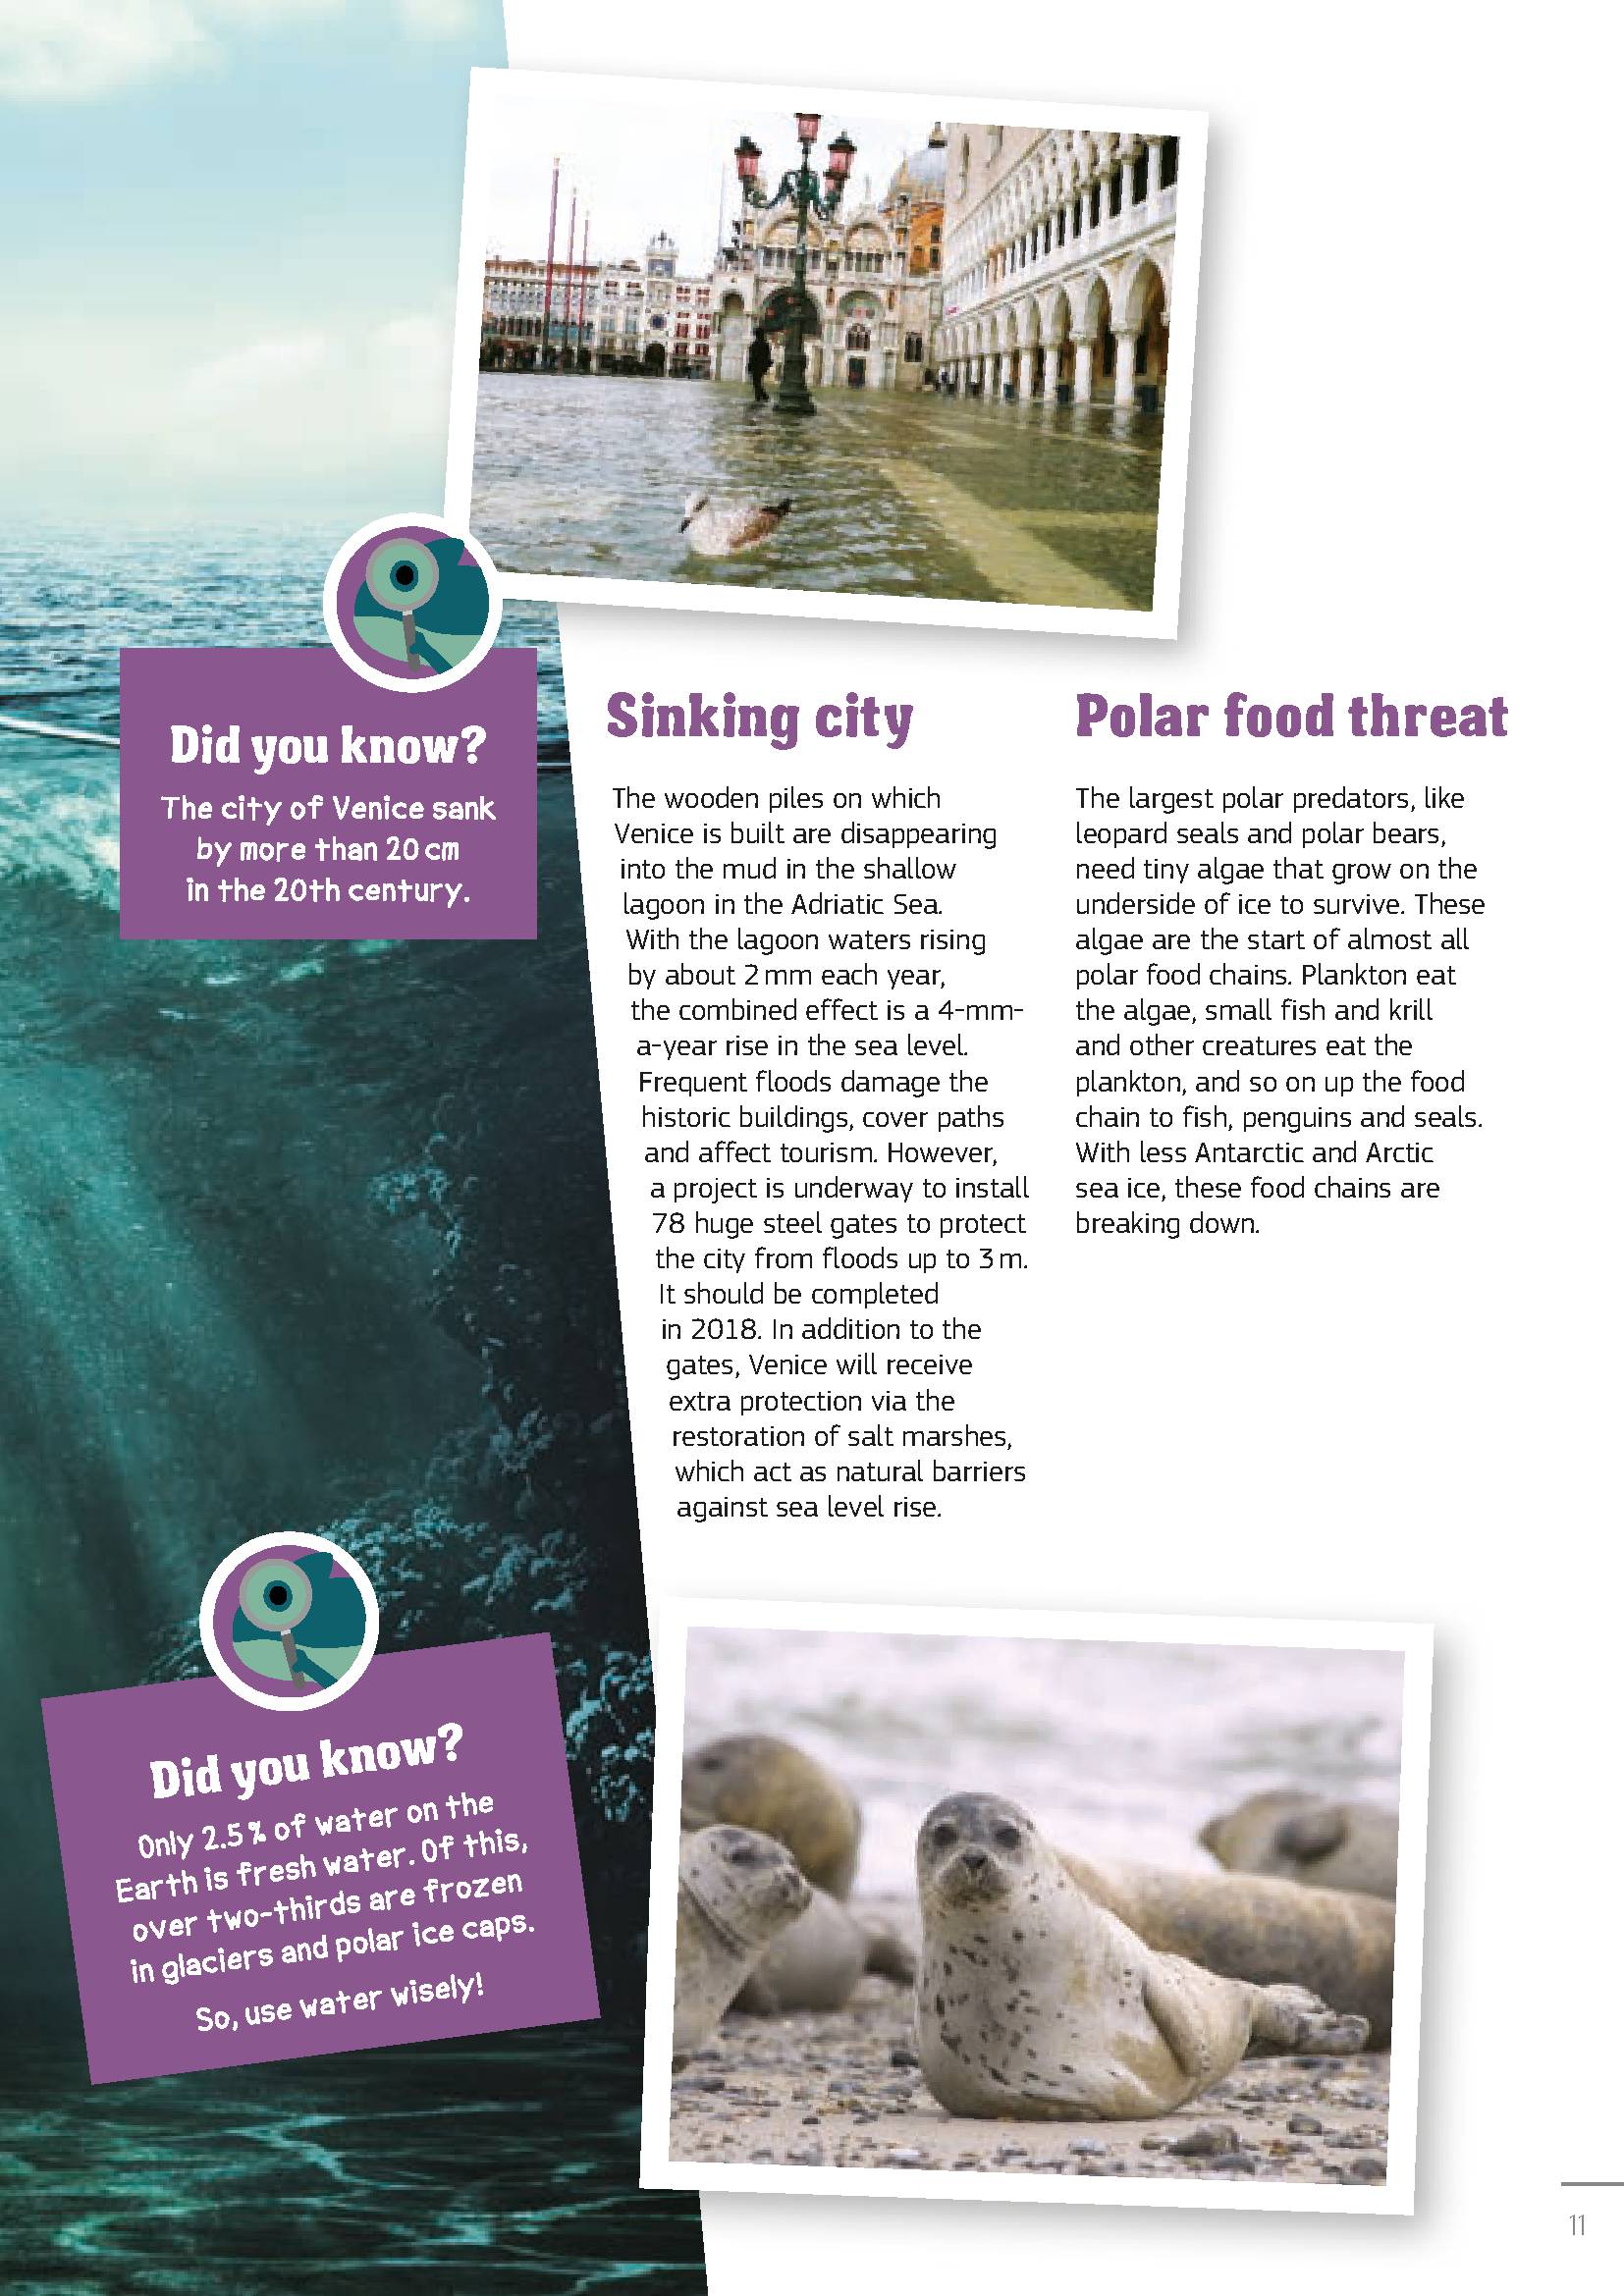 Did you know?
The city of Venice sank
by more than 20 cm
in the 20th century.
Sinking city
The wooden piles on which
Venice is built are disappearing
into the mud in the shallow
lagoon in the Adriatic Sea.
With the lagoon waters rising
by about 2 mm each year,
the combined effect is a 4-mm-
a-year rise in the sea level.
Frequent floods damage the
historic buildings, cover paths
and affect tourism. However,
a project is underway to install
78 huge steel gates to protect
the city from floods up to 3 m.
It should be completed
in 2018. In addition to the
gates, Venice will receive
extra protection via the
restoration of salt marshes,
which act as natural barriers
against sea level rise.
Polar food threat
The largest polar predators, like
leopard seals and polar bears,
need tiny algae that grow on the
underside of ice to survive. These
algae are the start of almost all
polar food chains. Plankton eat
the algae, small fish and krill
and other creatures eat the
plankton, and so on up the food
chain to fish, penguins and seals.
With less Antarctic and Arctic
sea ice, these food chains are
breaking down.
Did you know?
Only 2.5 % of water on the
Earth is fresh water. Of this,
over two-thirds are frozen
in glaciers and polar ice caps.
So, use water wisely!
11